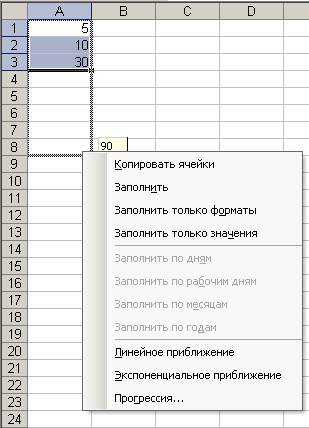 A B C D
1 5
2 10
3 30
4
5
6
7
8 90
9
10
11
12
13
14
15
16
17
18
19
20
21
22
23
24
Копировать ячейки
Заполнить
Заполнить только форматы
Заполнить только значения
Заполнить по дням
Заполнить по рабочим дням
Заполнить по месяцам
Заполнить по годам
Линейное приближение
Экспоненциальное приближение
Прогрессия...